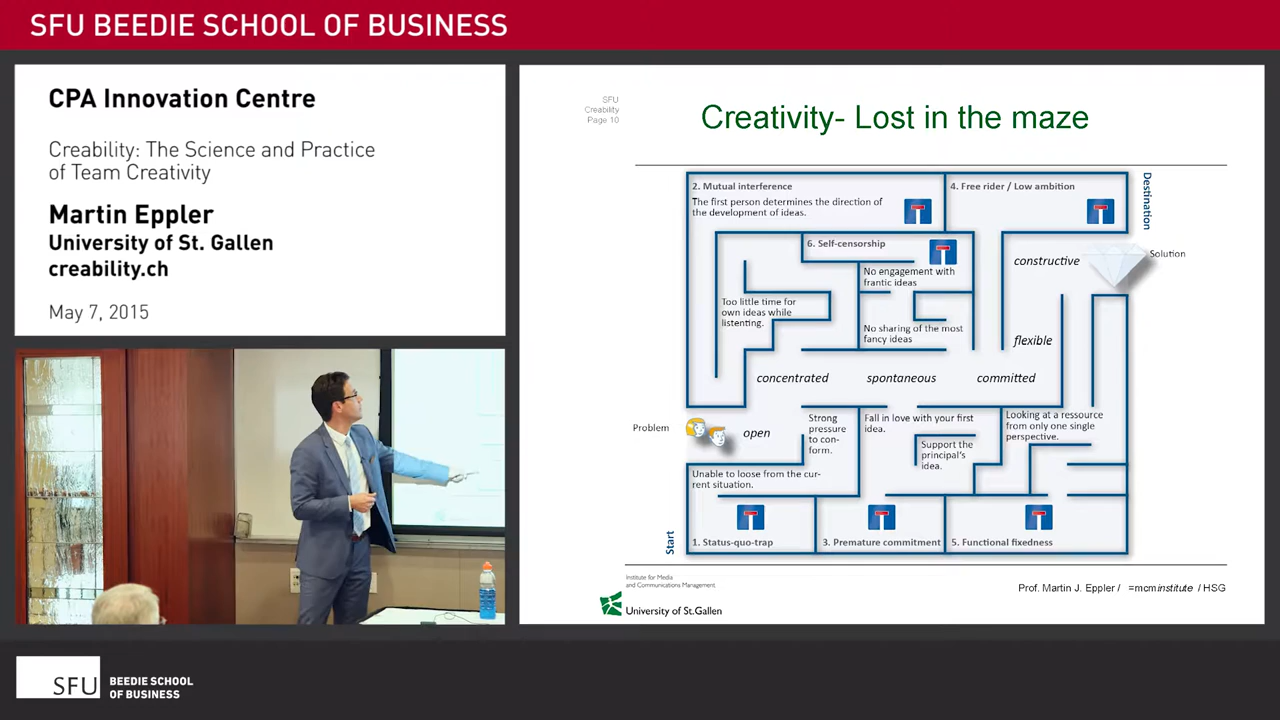 SFU BEEDIE SCHOOL OF BUSINESS
CPA Innovation Centre
Creability: The Science and Practice
of Team Creativity
Martin Eppler
University of St. Gallen
creability.ch
May 7, 2015
SFU
Creability
Page 10
Creativity- Lost in the maze
2. Mutual interference
The first person determines the direction of
the development of ideas.
4. Free rider / Low ambition
Destination
6. Self-censorship
constructive
Solution
No engagement with
frantic ideas
Too little time for
own ideas while
listening.
No sharing of the most
fancy ideas
flexible
concentrated
spontaneous
committed
Problem
open
Strong
pressure
to con-
form.
Fall in love with your first
idea.
Support the
principal's
idea.
Looking at a ressource
from only one single
perspective.
Unable to loose from the cur-
rent situation.
Start
1. Status-quo-trap
3. Premature commitment
5. Functional fixedness
Institute for Media
and Communications Management
University of St.Gallen
Prof. Martin J. Eppler / =mcminstitute / HSG
SFU
BEEDIE SCHOOL
OF BUSINESS